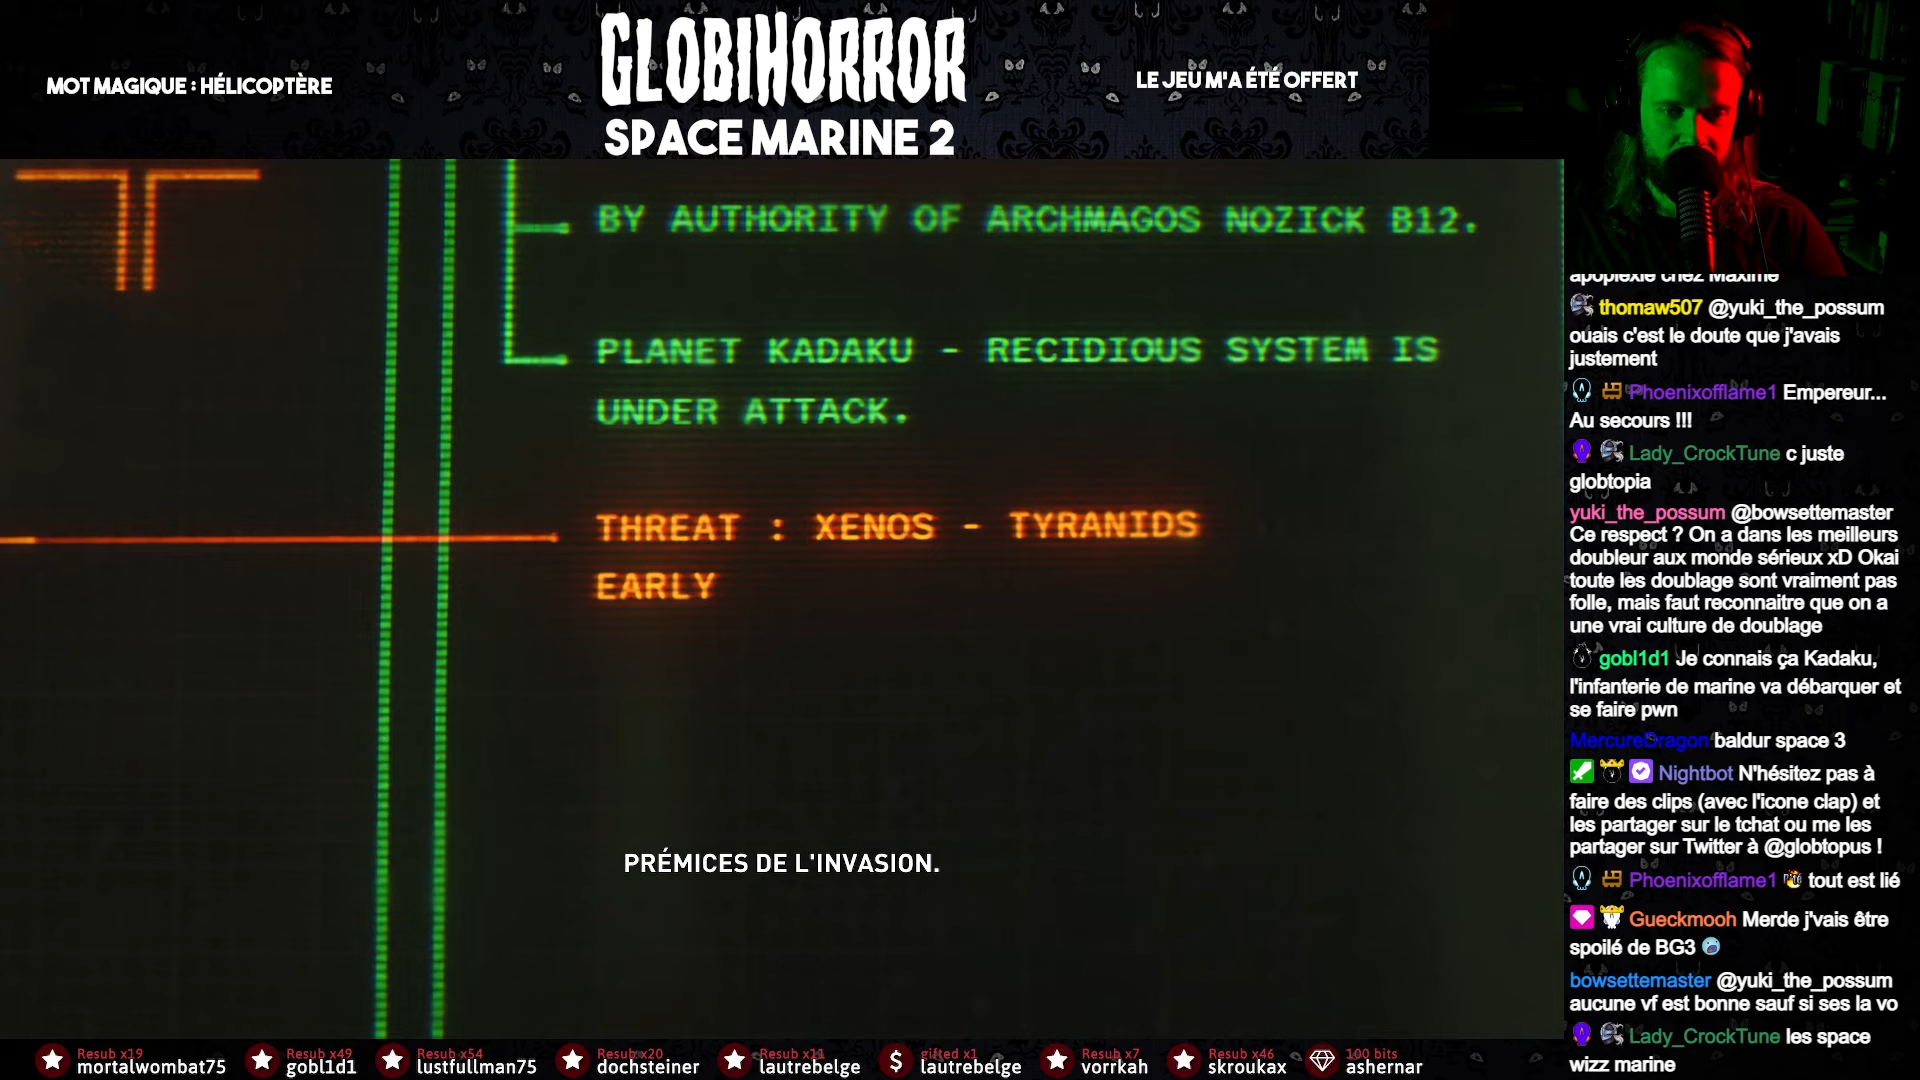 MOT MAGIQUE : HÉLICOPTÈRE
GLOBIHORROR
SPACE MARINE 2
LE JEU M'A ÉTÉ OFFERT
BY AUTHORITY OF ARCHMAGOS NOZICK B12.
PLANET KADAKU - RECIDIOUS SYSTEM IS
UNDER ATTACK.
THREAT : XENOS - TYRANIDS
EARLY
PRÉMICES DE L'INVASION.
apoplexie chez Maxime
thomaw507 @yuki_the_possum
ouais c'est le doute que j'avais
justement
Phoenixofflame1 Empereur...
Au secours !!!
Lady_CrockTune c juste
globtopia
yuki_the_possum @bowsettemaster
Ce respect ? On a dans les meilleurs
doubleur aux monde sérieux xD Okai
toute les doublage sont vraiment pas
folle, mais faut reconnaitre que on a
une vrai culture de doublage
gobl1d1 Je connais ça Kadaku,
l'infanterie de marine va débarquer et
se faire pwn
MercureDragon baldur space 3
Nightbot N'hésitez pas à
faire des clips (avec l'icone clap) et
les partager sur le tchat ou me les
partager sur Twitter à @globtopus !
Phoenixofflame1 tout est lié
Gueckmooh Merde j'vais être
spoilé de BG3
bowsettemaster @yuki_the_possum
aucune vf est bonne sauf si ses la vo
Lady_CrockTune les space
wizz marine
Resub x19
mortalwombat75
Resub x49
gobl1d1
Resub x54
lustfullman75
Resub x20
dochsteiner
Resub x11
lautrebelge
gifted x1
lautrebelge
Resub x7
vorrkah
Resub x46
skroukax
100 bits
ashernar